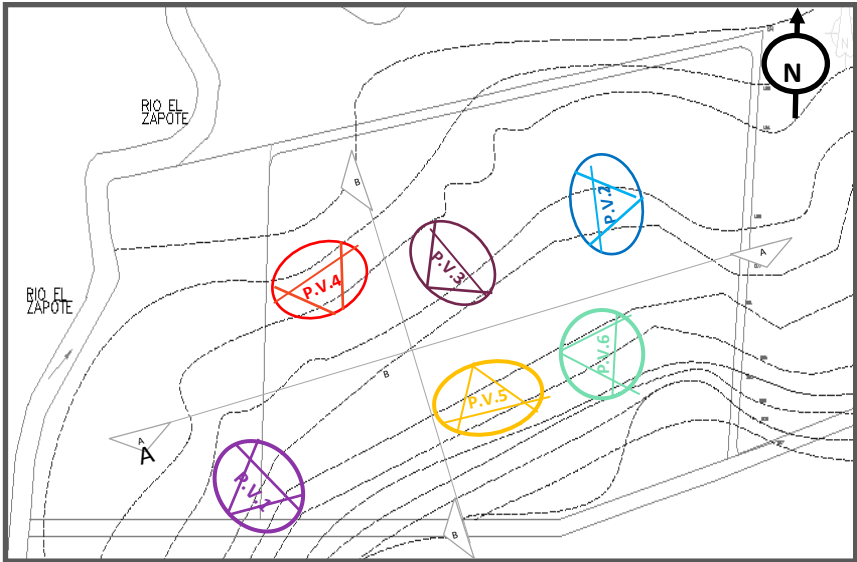 N
RIO EL
ZAPOTE
B
P.V.2
A
P.V.3
P.V.4
RIO EL
ZAPOTE
P.V.6
B
P.V.5
A
A
P.V.1
B